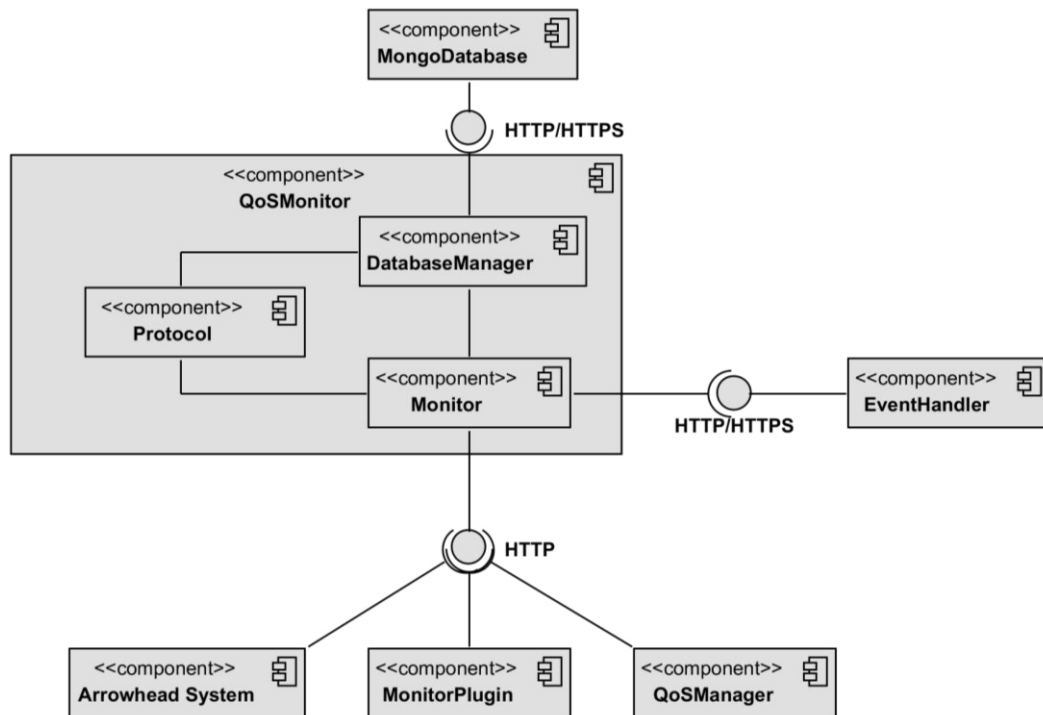 <<component>>
MongoDatabase
HTTP/HTTPS
<<component>>
QoSMonitor
<<component>>
DatabaseManager
<<component>>
Protocol
<<component>>
Monitor
<<component>>
EventHandler
HTTP/HTTPS
HTTP
<<component>>
Arrowhead System
<<component>>
MonitorPlugin
<<component>>
QoSManager